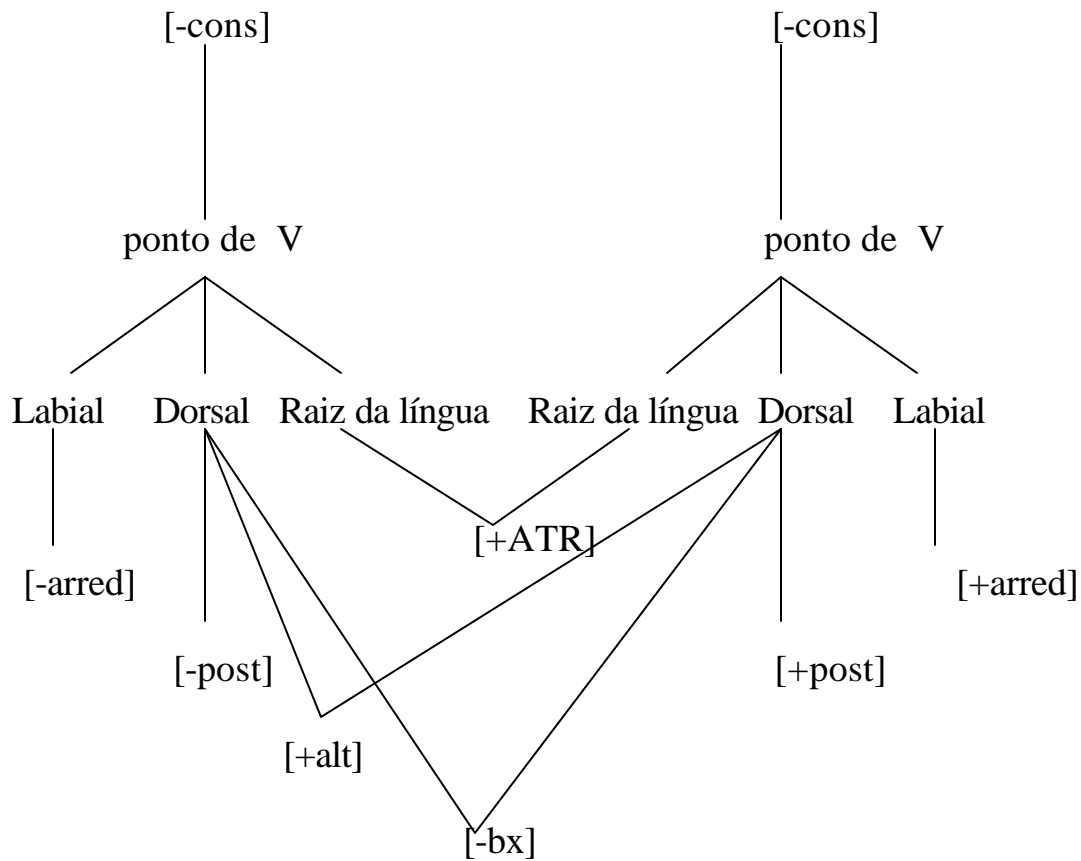 [-cons] [-cons]
ponto de V ponto de V
Labial Dorsal Raiz da língua Raiz da língua Dorsal Labial
[+ATR]
[-arred] [+arred]
[-post] [+post]
[+alt]
[-bx]